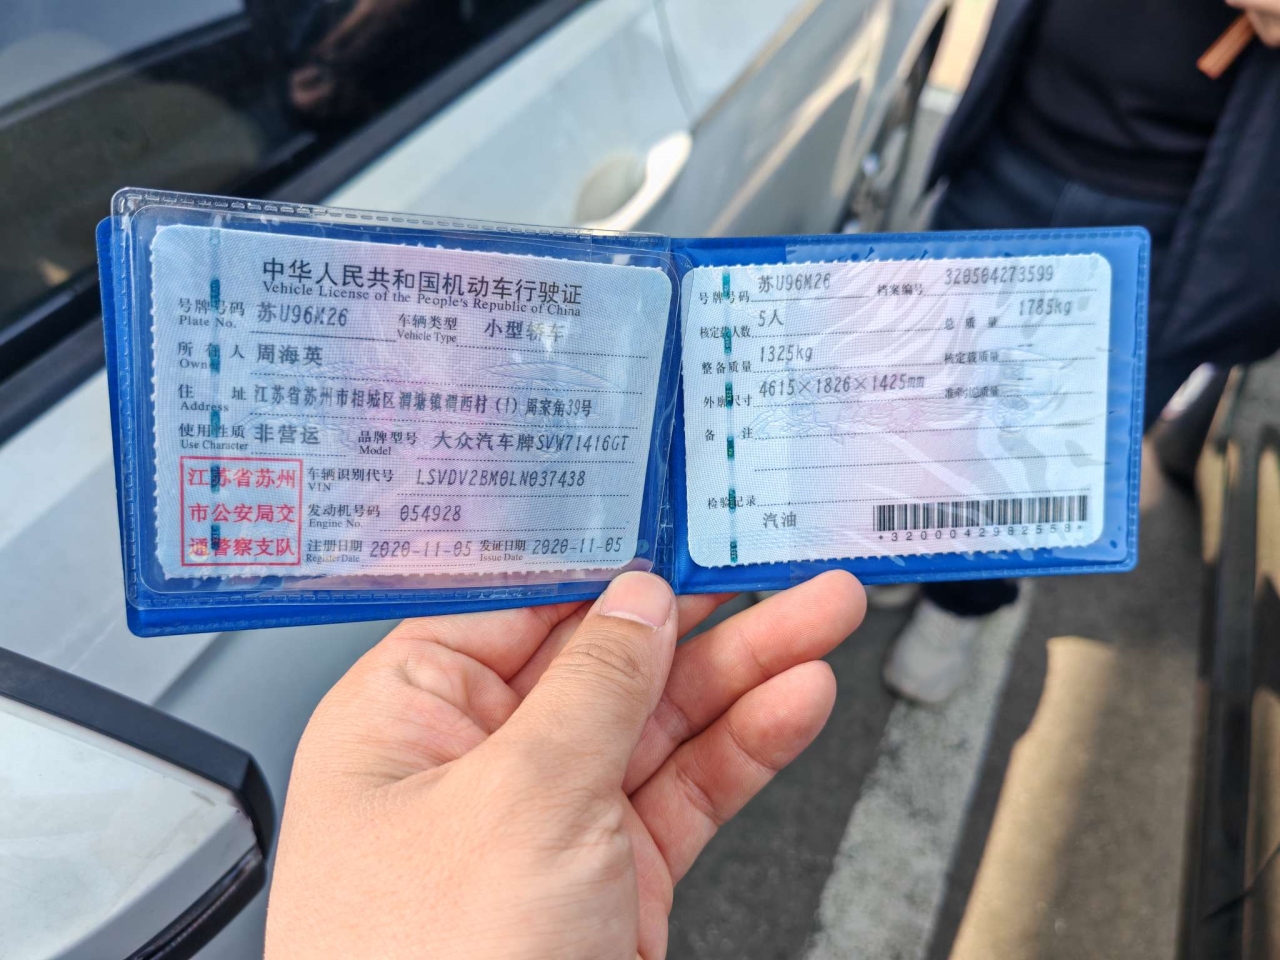 中华人民共和国机动车行驶证
Vehicle License of the People's Republic of China
号牌号码 苏U96M26 车辆类型 小型轿车
Plate No. Vehicle Type
所有人 周海英
Owner
住址 江苏省苏州市相城区渭塘镇渭西村(1)周家角39号
Address
使用性质 非营运 品牌型号 大众汽车牌SVW71416GT
Use Character Model
江苏省苏州
市公安局交
通警察支队
车辆识别代号 LSVDV2BM0LN037438
VIN
发动机号码 054928
Engine No.
注册日期 2020-11-05 发证日期 2020-11-05
Register Date Issue Date
号牌号码 苏U96M26 档案编号 320504273599
核定载人数 5人 总质量 1785kg
整备质量 1325kg 核定载质量 --
外廓尺寸 4615×1826×1425mm 准牵引总质量 --
备注
检验记录
汽油
*3200042982558*